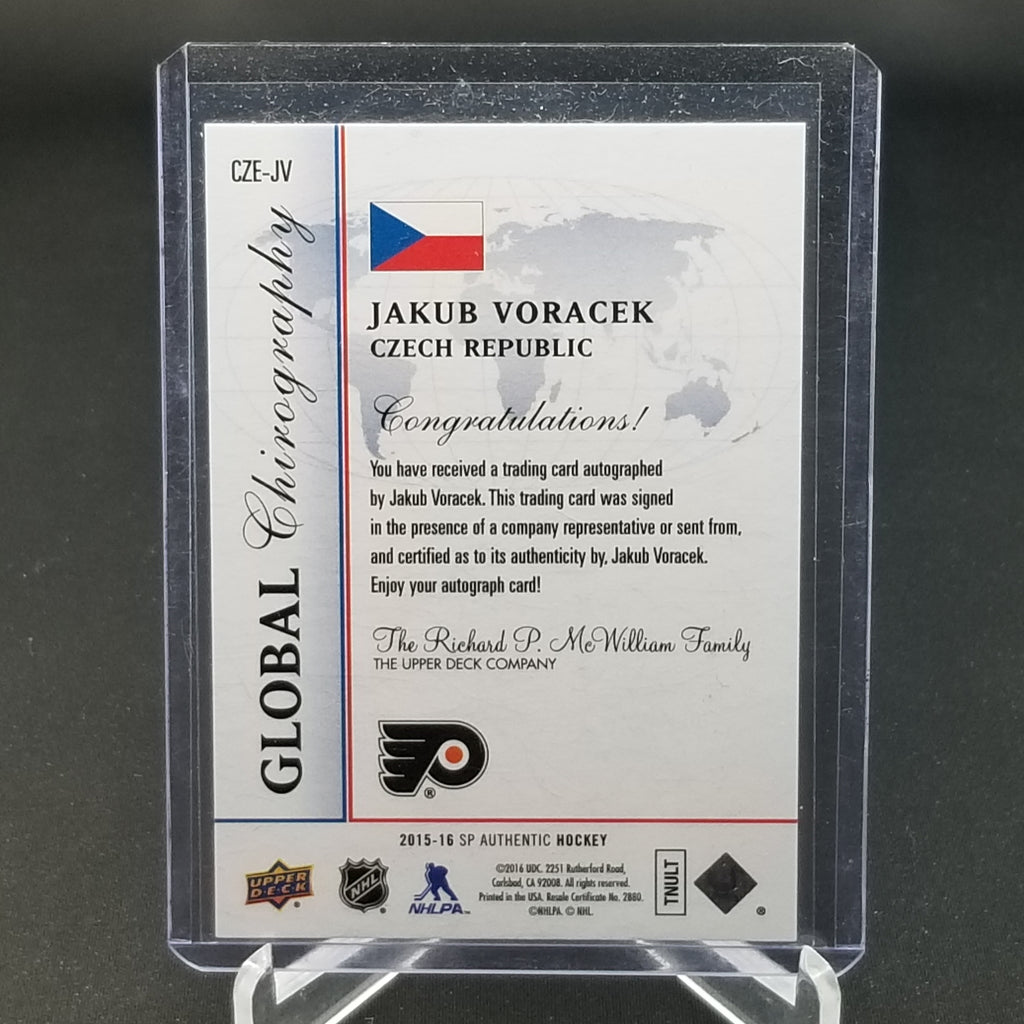 CZE-JV
GLOBAL Chirography
JAKUB VORACEK
CZECH REPUBLIC
Congratulations!
You have received a trading card autographed
by Jakub Voracek. This trading card was signed
in the presence of a company representative or sent from,
and certified as to its authenticity by, Jakub Voracek.
Enjoy your autograph card!
The Richard P. McWilliam Family
THE UPPER DECK COMPANY
®
2015-16 SP AUTHENTIC HOCKEY
UPPER
DECK
®
NHL
®
NHLPA™
©2016 UDC. 2251 Rutherford Road,
Carlsbad, CA 92008. All rights reserved.
Printed in the USA. Resale Certificate No. 2880.
©NHLPA. © NHL.
TNULT
®